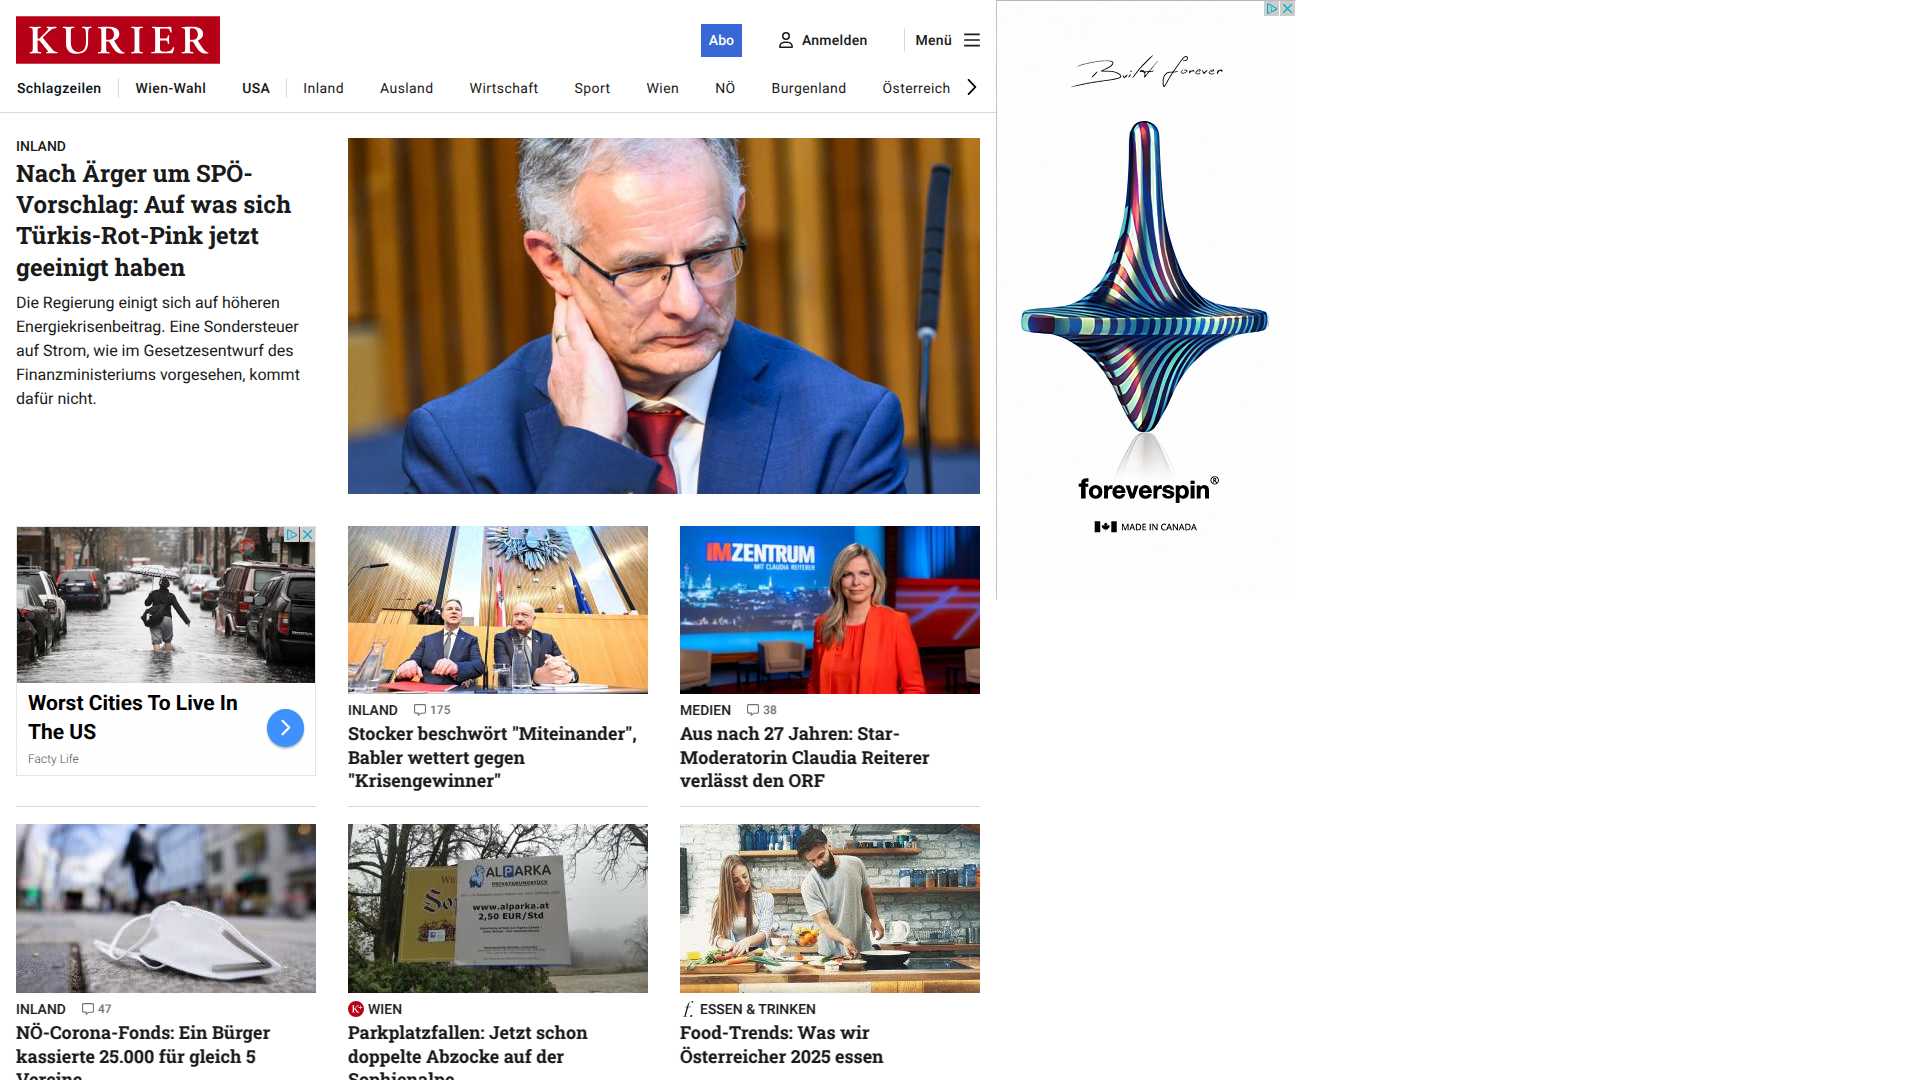 KURIER
Abo
Anmelden
Menü
Schlagzeilen
Wien-Wahl
USA
Inland
Ausland
Wirtschaft
Sport
Wien
NÖ
Burgenland
Österreich
INLAND
Nach Ärger um SPÖ-
Vorschlag: Auf was sich
Türkis-Rot-Pink jetzt
geeinigt haben
Die Regierung einigt sich auf höheren
Energiekrisenbeitrag. Eine Sondersteuer
auf Strom, wie im Gesetzesentwurf des
Finanzministeriums vorgesehen, kommt
dafür nicht.
Built forever
foreverspin®
MADE IN CANADA
Worst Cities To Live In
The US
Facty Life
INLAND
175
Stocker beschwört "Miteinander",
Babler wettert gegen
"Krisengewinner"
IMZENTRUM
MIT CLAUDIA REITERER
MEDIEN
38
Aus nach 27 Jahren: Star-
Moderatorin Claudia Reiterer
verlässt den ORF
INLAND
47
NÖ-Corona-Fonds: Ein Bürger
kassierte 25.000 für gleich 5
Vereine
ALPARKA
www.alparka.at
2,50 EUR/Std
K+ WIEN
Parkplatzfallen: Jetzt schon
doppelte Abzocke auf der
Sophienalpe
f. ESSEN & TRINKEN
Food-Trends: Was wir
Österreicher 2025 essen